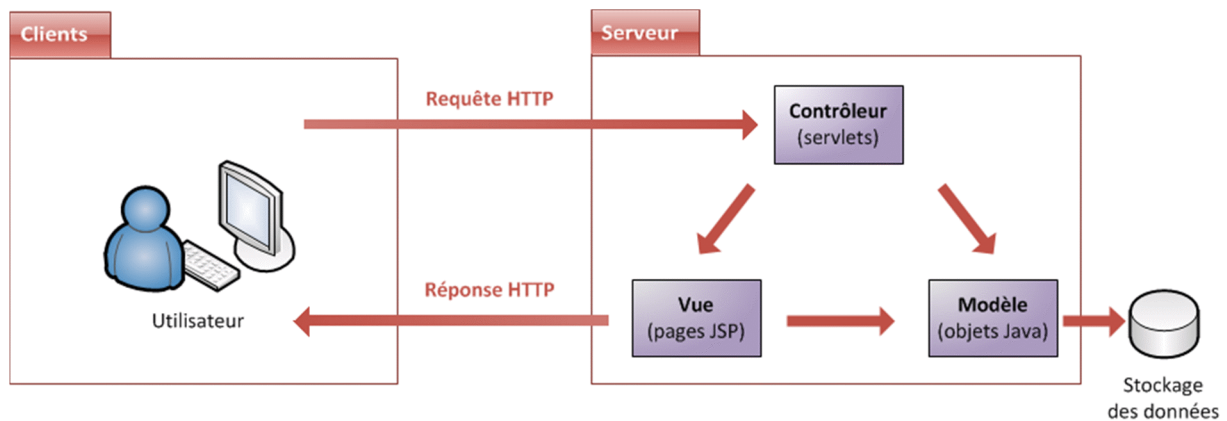 Clients
Serveur
Requête HTTP
Contrôleur
(servlets)
Réponse HTTP
Utilisateur
Vue
(pages JSP)
Modèle
(objets Java)
Stockage
des données